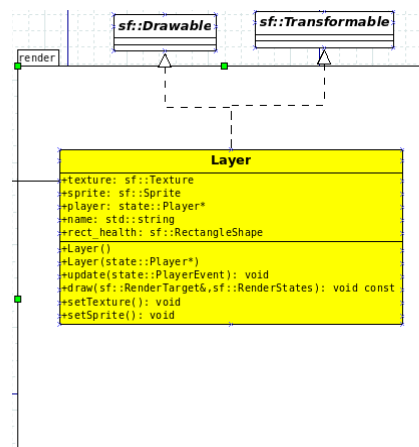 sf::Drawable
sf::Transformable
render
Layer
+texture: sf::Texture
+sprite: sf::Sprite
+player: state::Player*
+name: std::string
+rect_health: sf::RectangleShape
+Layer()
+Layer(state::Player*)
+update(state::PlayerEvent): void
+draw(sf::RenderTarget&,sf::RenderStates): void const
+setTexture(): void
+setSprite(): void